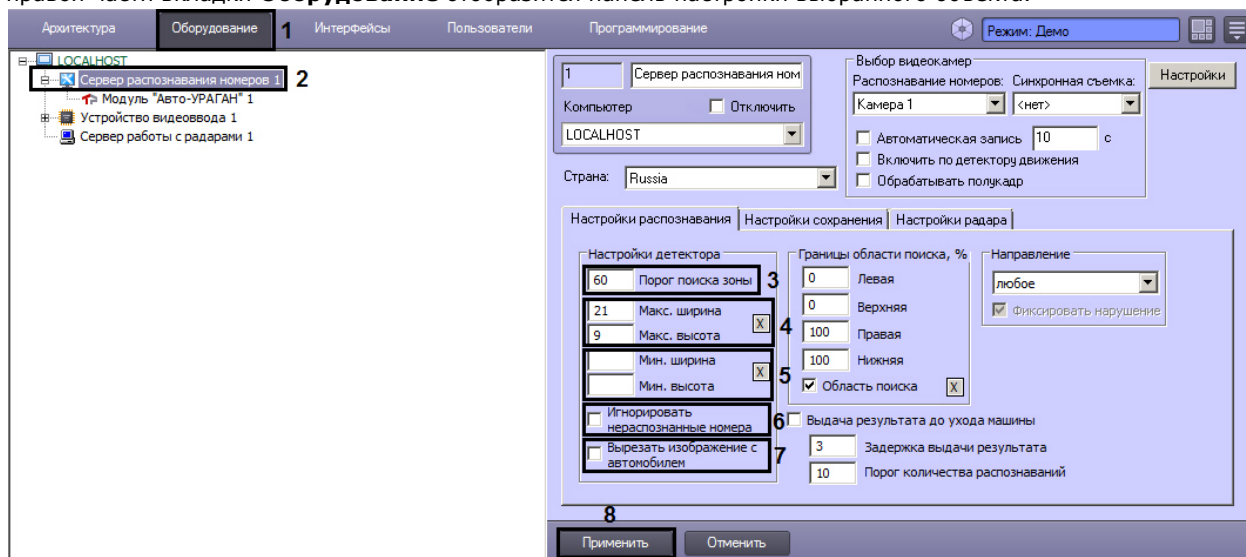 правой части вкладки Оборудование отобразится панель настройки выбранного объекта.
Архитектура Оборудование 1 Интерфейсы Пользователи Программирование Режим: Демо
LOCALHOST
Сервер распознавания номеров 1 2
Модуль "Авто-УРАГАН" 1
Устройство видеоввода 1
Сервер работы с радарами 1
1 Сервер распознавания ном
Компьютер Отключить
LOCALHOST
Страна: Russia
Выбор видеокамер
Распознавание номеров: Синхронная съемка:
Камера 1 <нет>
Автоматическая запись 10 с
Включить по детектору движения
Обрабатывать полукадр
Настройки
Настройки распознавания Настройки сохранения Настройки радара
Настройки детектора
60 Порог поиска зоны 3
21 Макс. ширина
9 Макс. высота
X 4
Мин. ширина
Мин. высота
X 5
Игнорировать
нераспознанные номера 6
Вырезать изображение с
автомобилем 7
Границы области поиска, %
0 Левая
0 Верхняя
100 Правая
100 Нижняя
Область поиска X
Направление
любое
Фиксировать нарушение
Выдача результата до ухода машины
3 Задержка выдачи результата
10 Порог количества распознаваний
8
Применить Отменить